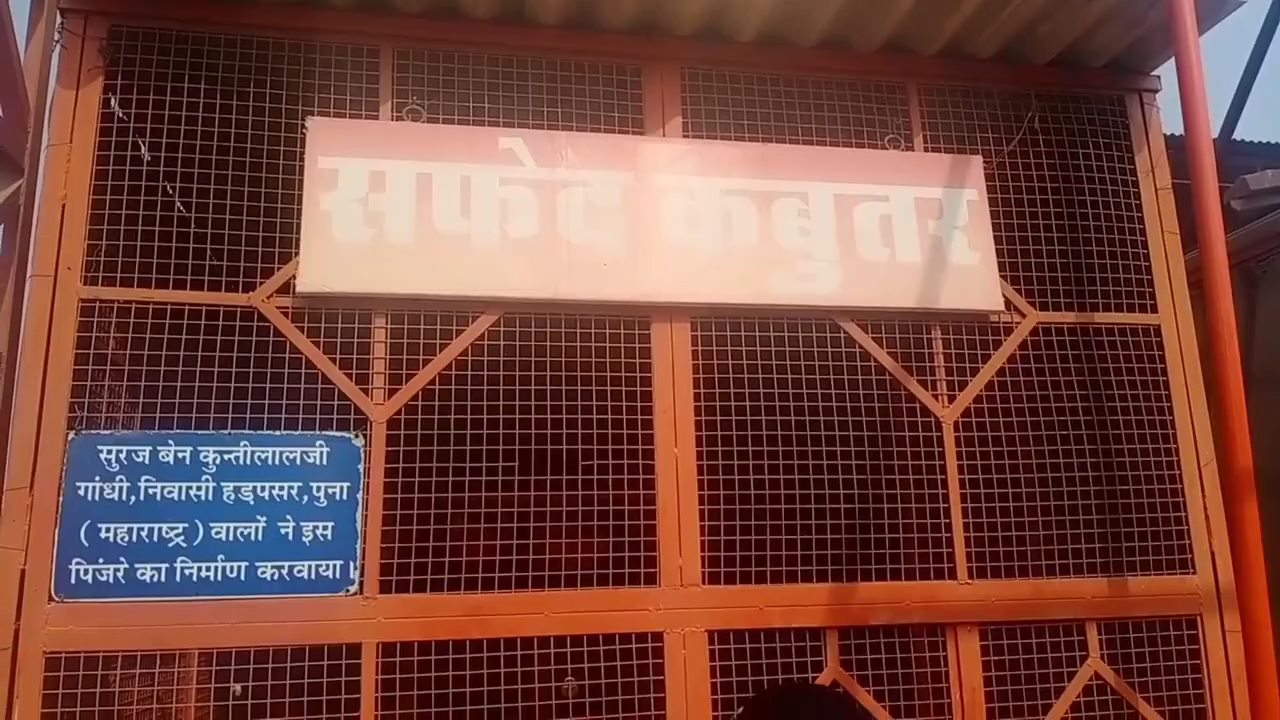 सफेद कबुतर
सुरज बेन कुन्तीलालजी
गांधी,निवासी हड़पसर,पुना
( महाराष्ट्र ) वालों ने इस
पिंजरे का निर्माण करवाया।